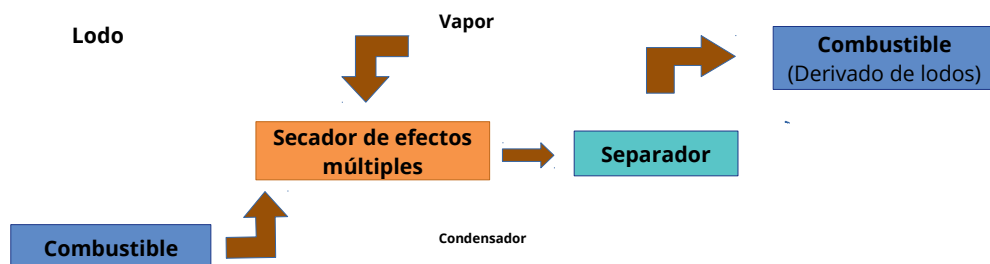 Lodo
Vapor
Combustible
(Derivado de lodos)
Secador de efectos
múltiples
Separador
Combustible
Condensador